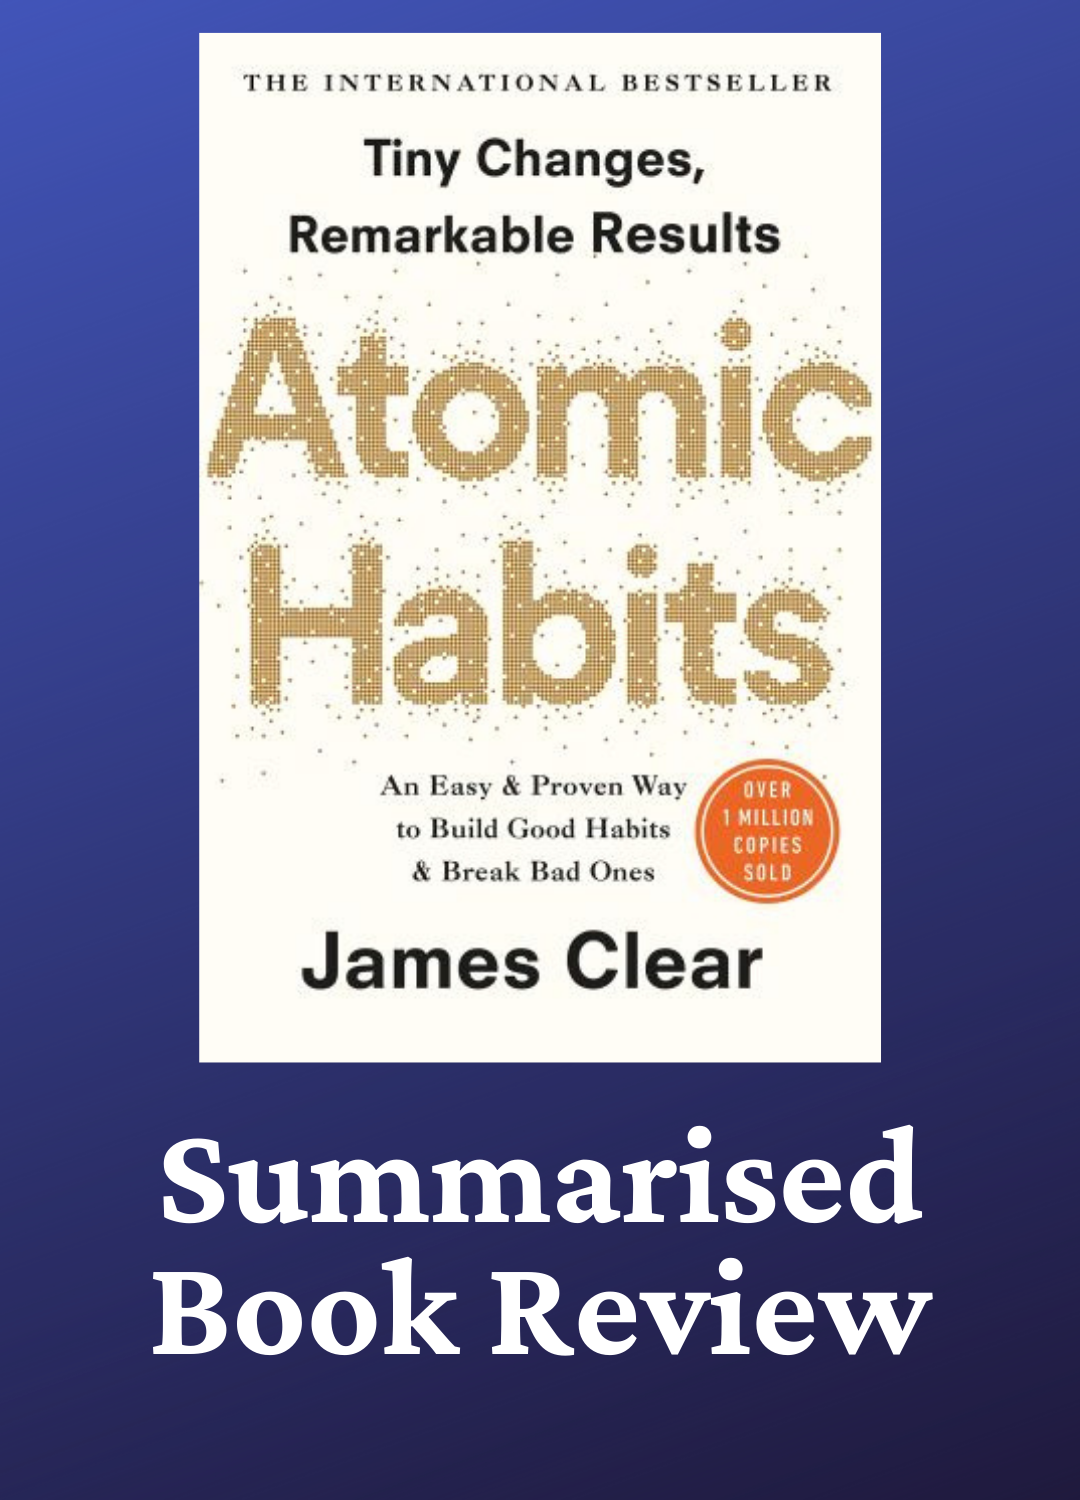 THE INTERNATIONAL BESTSELLER
Tiny Changes,
Remarkable Results
Atomic
Habits
An Easy & Proven Way
to Build Good Habits
& Break Bad Ones
OVER
1 MILLION
COPIES
SOLD
James Clear
Summarised
Book Review